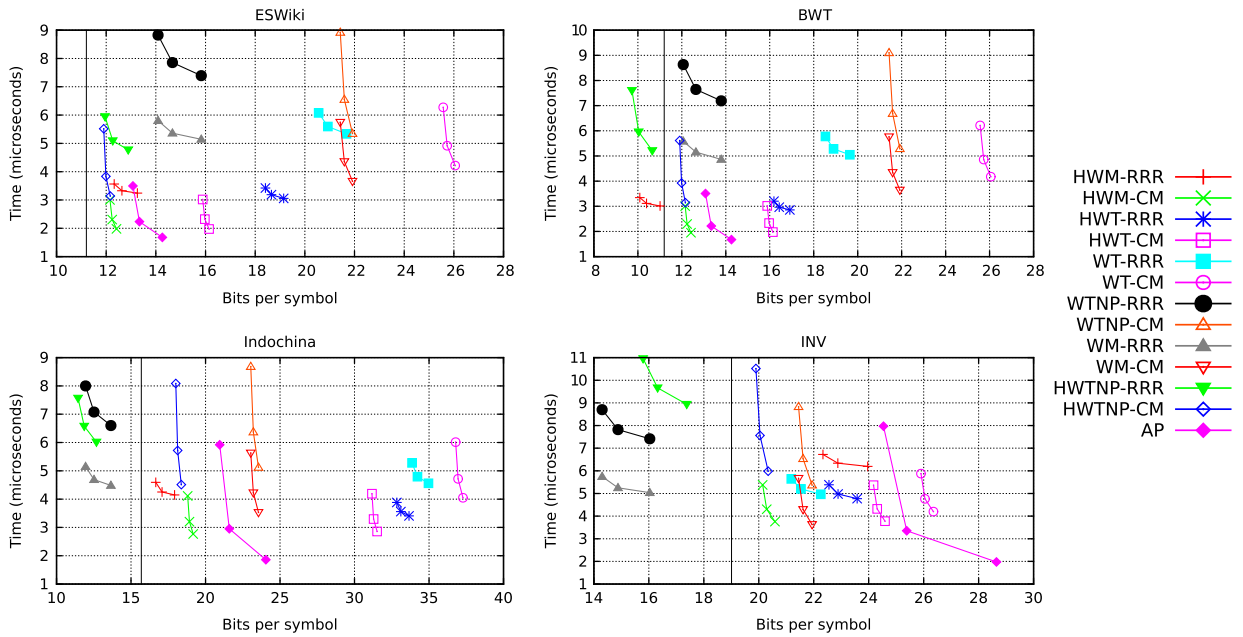 ESWiki
Time (microseconds)
9
8
7
6
5
4
3
2
1
10 12 14 16 18 20 22 24 26 28
Bits per symbol
BWT
Time (microseconds)
10
9
8
7
6
5
4
3
2
1
8 10 12 14 16 18 20 22 24 26 28
Bits per symbol
Indochina
Time (microseconds)
9
8
7
6
5
4
3
2
1
10 15 20 25 30 35 40
Bits per symbol
INV
Time (microseconds)
11
10
9
8
7
6
5
4
3
2
1
14 16 18 20 22 24 26 28 30
Bits per symbol
HWM-RRR
HWM-CM
HWT-RRR
HWT-CM
WT-RRR
WT-CM
WTNP-RRR
WTNP-CM
WM-RRR
WM-CM
HWTNP-RRR
HWTNP-CM
AP